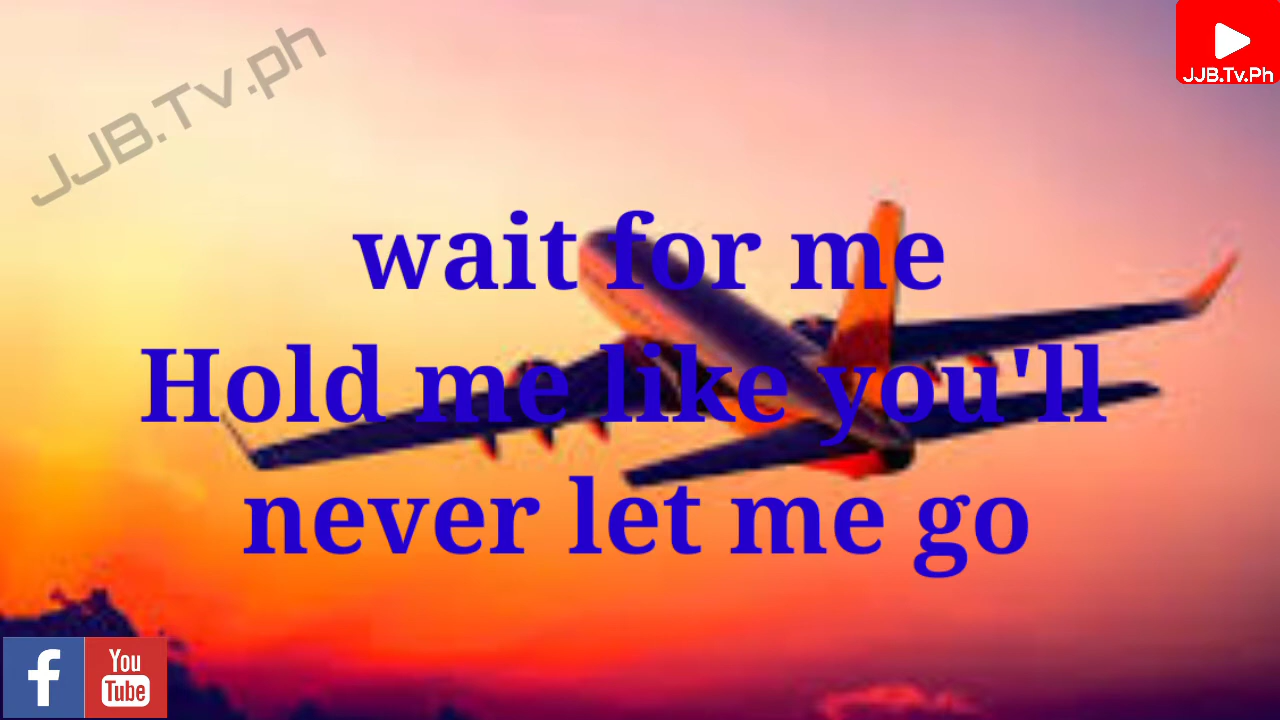 JJB.Tv.ph
JJB.Tv.Ph
wait for me
Hold me like you'll
never let me go
f
You
Tube